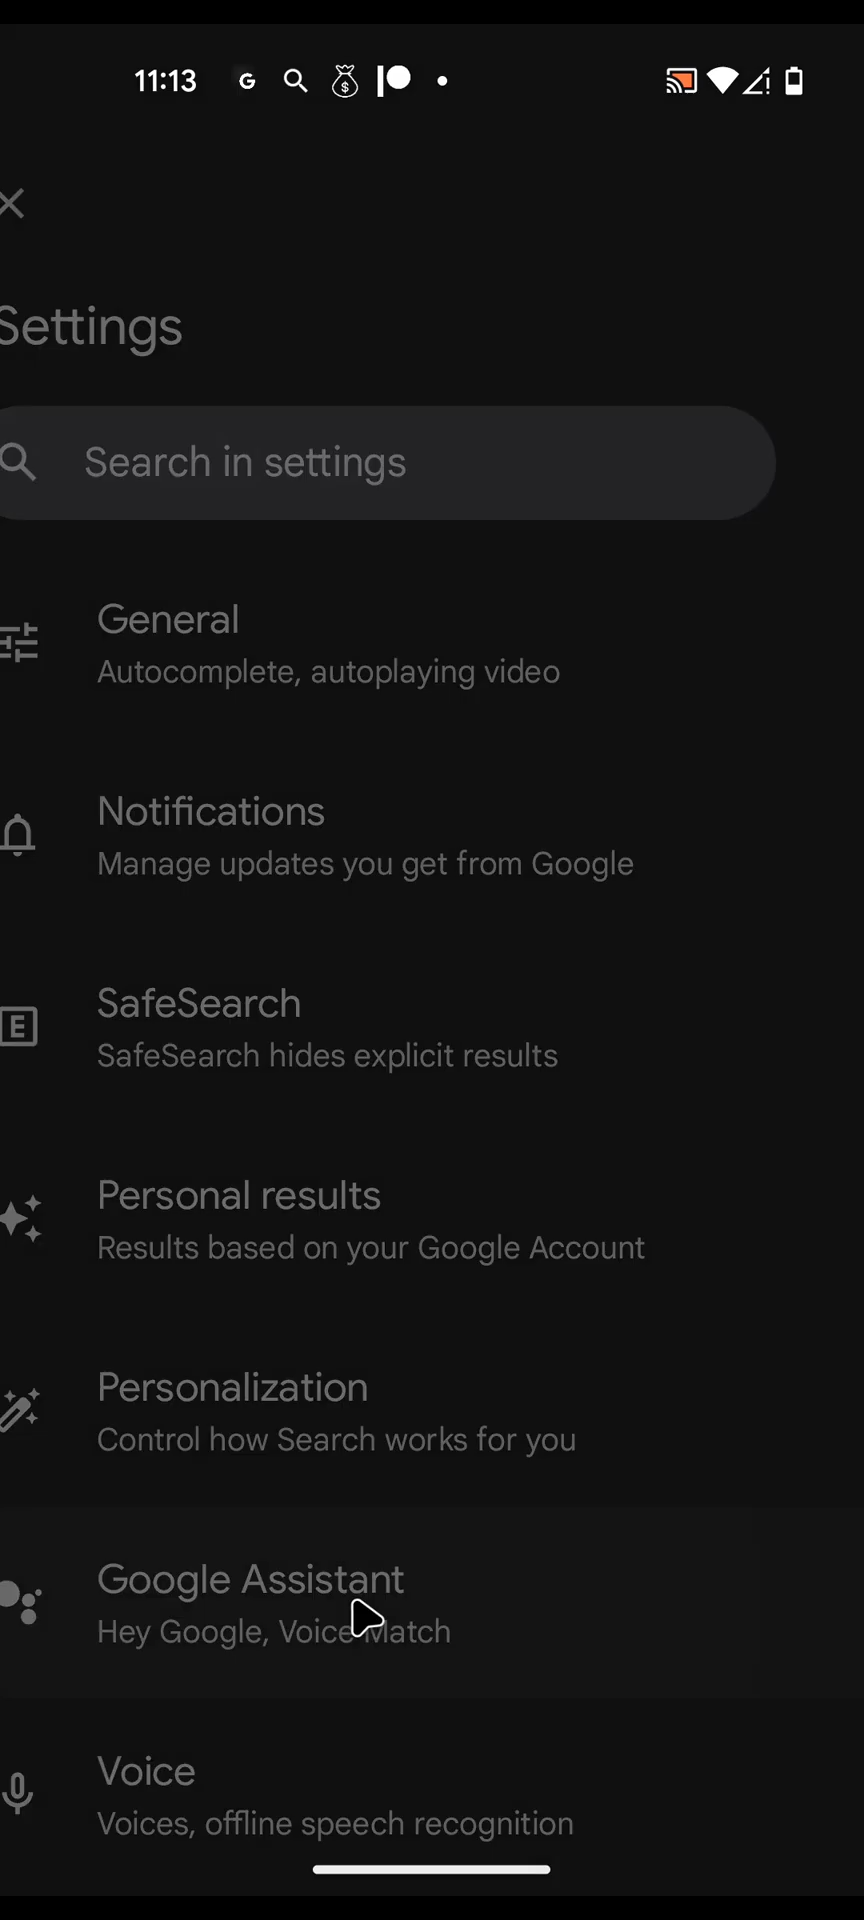 11:13
Settings
Search in settings
General
Autocomplete, autoplaying video
Notifications
Manage updates you get from Google
SafeSearch
SafeSearch hides explicit results
Personal results
Results based on your Google Account
Personalization
Control how Search works for you
Google Assistant
Hey Google, Voice Match
Voice
Voices, offline speech recognition